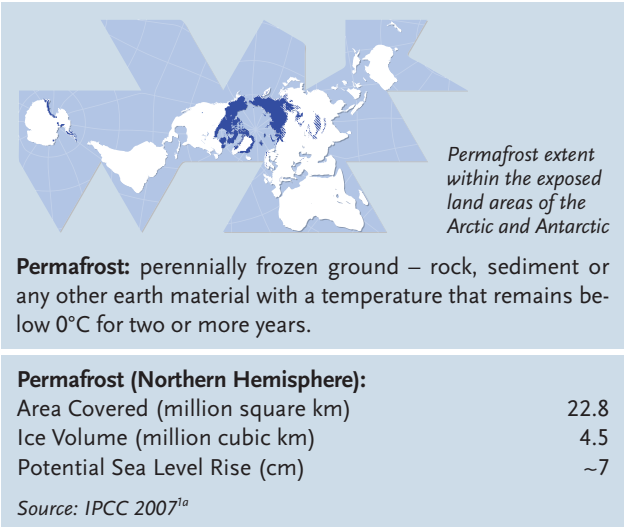 Permafrost extent
within the exposed
land areas of the
Arctic and Antarctic
Permafrost: perennially frozen ground – rock, sediment or
any other earth material with a temperature that remains be-
low 0°C for two or more years.
Permafrost (Northern Hemisphere):
Area Covered (million square km) 22.8
Ice Volume (million cubic km) 4.5
Potential Sea Level Rise (cm) ~7
Source: IPCC 2007¹ᵃ